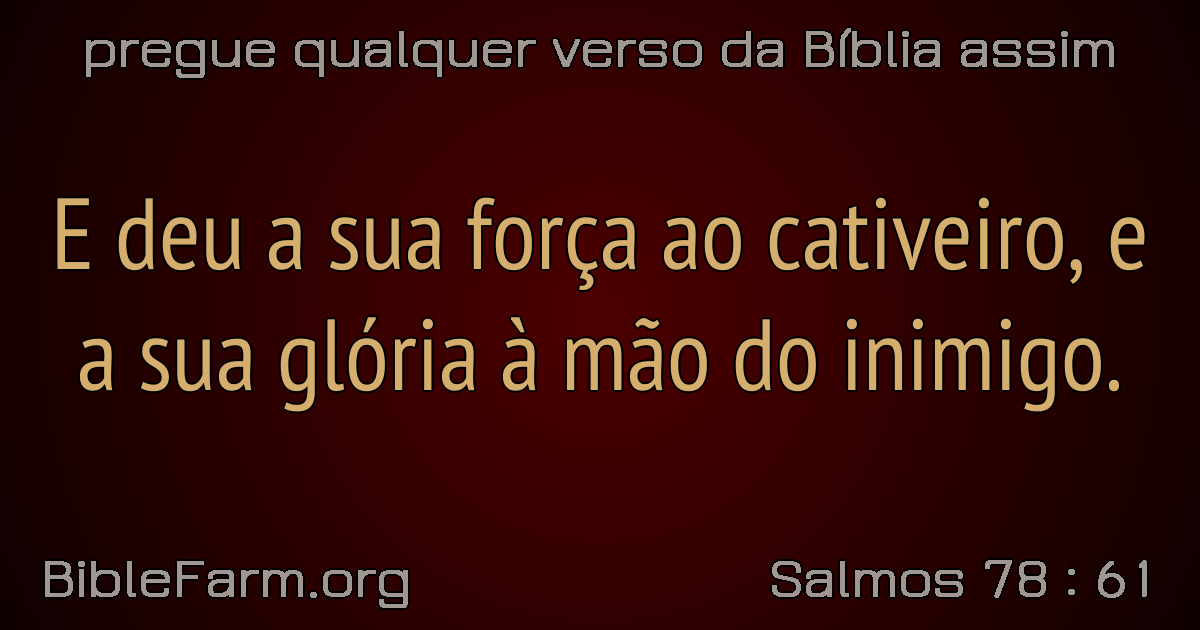 pregue qualquer verso da Bíblia assim
E deu a sua força ao cativeiro, e
a sua glória à mão do inimigo.
BibleFarm.org
Salmos 78 : 61